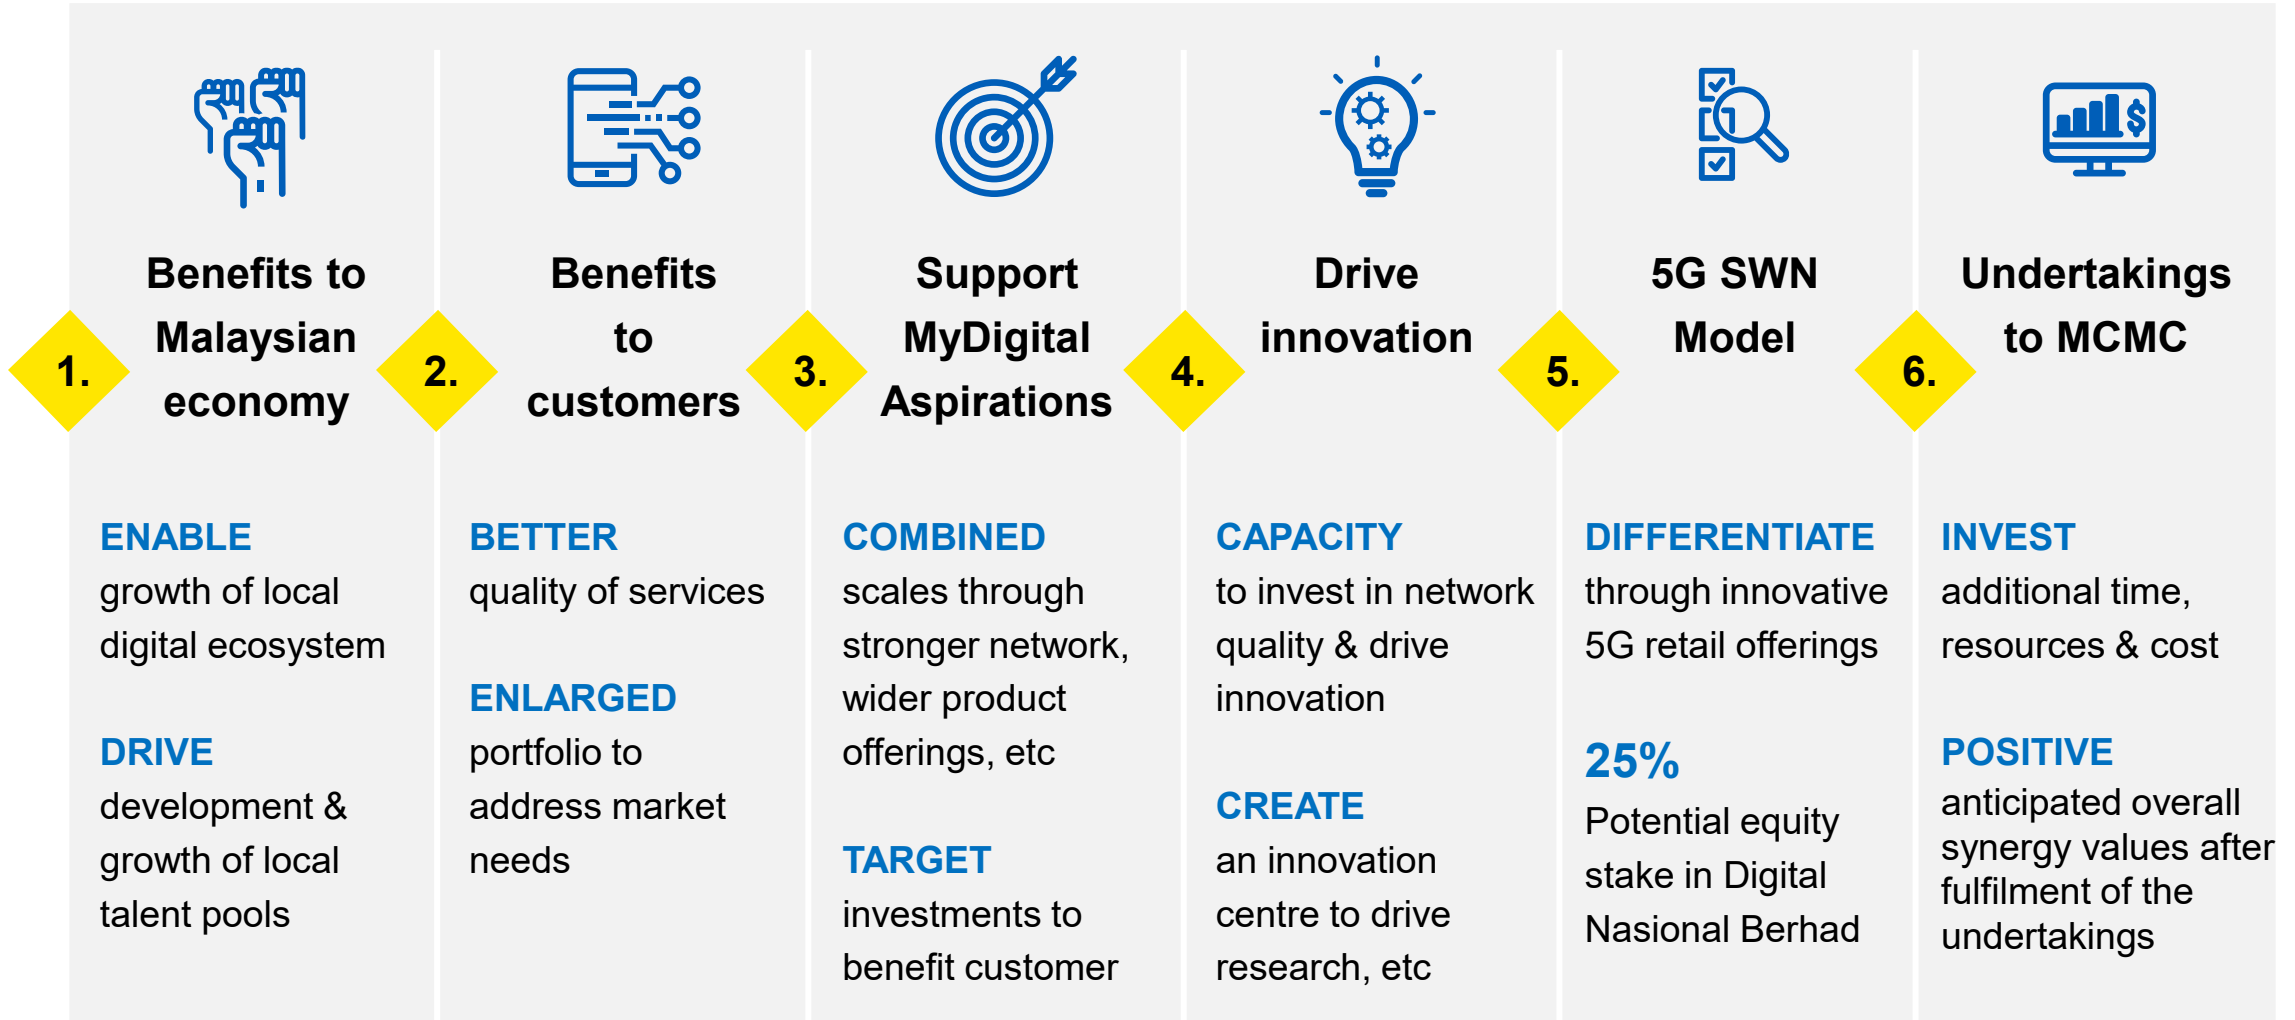 1.
Benefits to
Malaysian
economy
ENABLE
growth of local
digital ecosystem
DRIVE
development &
growth of local
talent pools
2.
Benefits
to
customers
BETTER
quality of services
ENLARGED
portfolio to
address market
needs
3.
Support
MyDigital
Aspirations
COMBINED
scales through
stronger network,
wider product
offerings, etc
TARGET
investments to
benefit customer
4.
Drive
innovation
CAPACITY
to invest in network
quality & drive
innovation
CREATE
an innovation
centre to drive
research, etc
5.
5G SWN
Model
DIFFERENTIATE
through innovative
5G retail offerings
25%
Potential equity
stake in Digital
Nasional Berhad
6.
Undertakings
to MCMC
INVEST
additional time,
resources & cost
POSITIVE
anticipated overall
synergy values after
fulfilment of the
undertakings
$